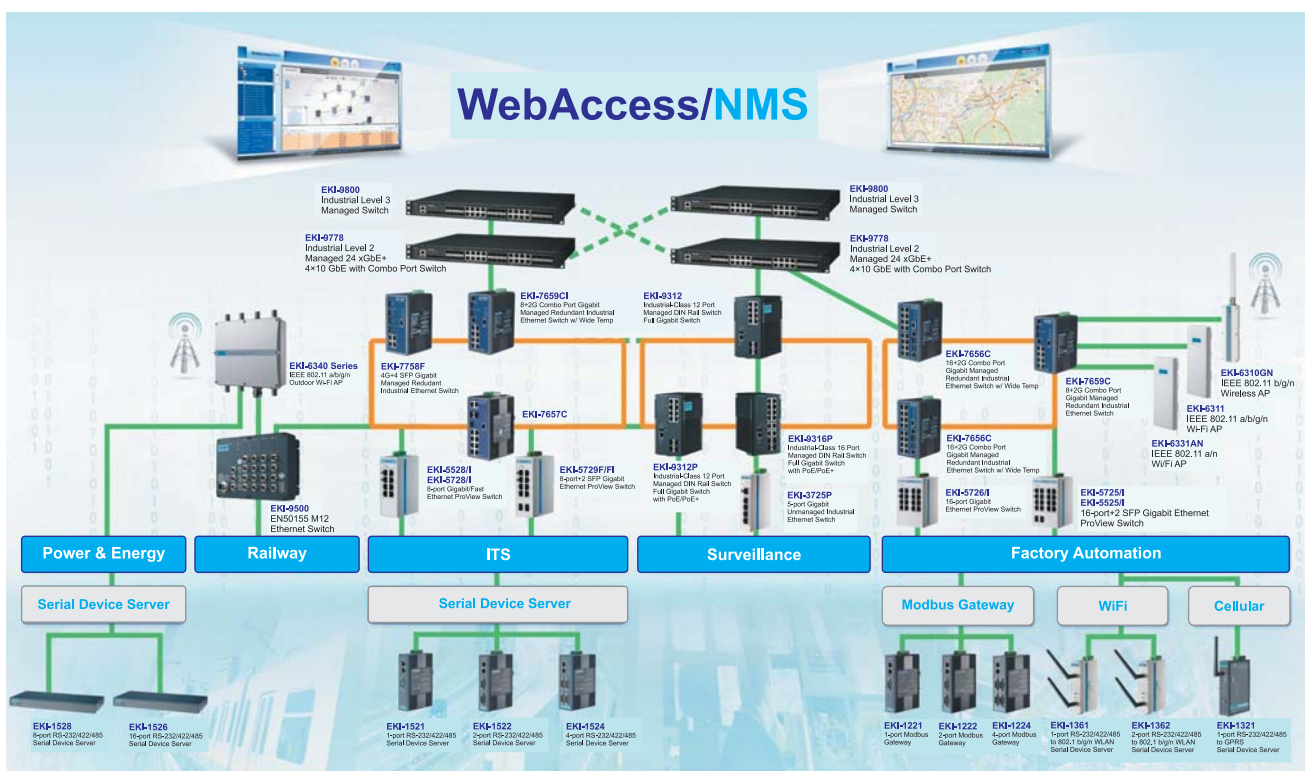 WebAccess/NMS
EKI-9800
Industrial Level 3
Managed Switch
EKI-9800
Industrial Level 3
Managed Switch
EKI-9778
Industrial Level 2
Managed 24 xGbE+
4×10 GbE with Combo Port Switch
EKI-9778
Industrial Level 2
Managed 24 xGbE+
4×10 GbE with Combo Port Switch
EKI-7659CI
8+2G Combo Port Gigabit
Managed Redundant Industrial
Ethernet Switch w/ Wide Temp
EKI-9312
Industrial-Class 12 Port
Managed DIN Rail Switch
Full Gigabit Switch
EKI-6340 Series
IEEE 802.11 a/b/g/n
Outdoor Wi-Fi AP
EKI-7758F
4G+4 SFP Gigabit
Managed Redudant
Industrial Ethernet Switch
EKI-7656C
16+2G Combo Port
Gigabit Managed
Redundant Industrial
Ethernet Switch w/ Wide Temp
EKI-7659C
8+2G Combo Port
Gigabit Managed
Redundant Industrial
Ethernet Switch
EKI-6310GN
IEEE 802.11 b/g/n
Wireless AP
EKI-6311
IEEE 802.11 a/b/g/n
Wi-Fi AP
EKI-6331AN
IEEE 802.11 a/n
Wi/Fi AP
EKI-7657C
EKI-9500
EN50155 M12
Ethernet Switch
EKI-5528/I
EKI-5728/I
8-port Gigabit/Fast
Ethernet ProView Switch
EKI-5729F/FI
8-port+2 SFP Gigabit
Ethernet ProView Switch
EKI-9312P
Industrial-Class 12 Port
Managed DIN Rail Switch
Full Gigabit Switch
with PoE/PoE+
EKI-9316P
Industrial-Class 16 Port
Managed DIN Rail Switch
Full Gigabit Switch
with PoE/PoE+
EKI-3725P
5-port Gigabit
Unmanaged Industrial
Ethernet Switch
EKI-7656C
16+2G Combo Port
Gigabit Managed
Redundant Industrial
Ethernet Switch w/ Wide Temp
EKI-5726/I
16-port Gigabit
Ethernet ProView Switch
EKI-5725/I
EKI-5525/I
16-port+2 SFP Gigabit Ethernet
ProView Switch
Power & Energy
Railway
ITS
Surveillance
Factory Automation
Serial Device Server
Serial Device Server
Modbus Gateway
WiFi
Cellular
EKI-1528
8-port RS-232/422/485
Serial Device Server
EKI-1526
16-port RS-232/422/485
Serial Device Server
EKI-1521
1-port RS-232/422/485
Serial Device Server
EKI-1522
2-port RS-232/422/485
Serial Device Server
EKI-1524
4-port RS-232/422/485
Serial Device Server
EKI-1221
1-port Modbus
Gateway
EKI-1222
2-port Modbus
Gateway
EKI-1224
4-port Modbus
Gateway
EKI-1361
1-port RS-232/422/485
to 802.1 b/g/n WLAN
Serial Device Server
EKI-1362
2-port RS-232/422/485
to 802.1 b/g/n WLAN
Serial Device Server
EKI-1321
1-port RS-232/422/485
to GPRS
Serial Device Server